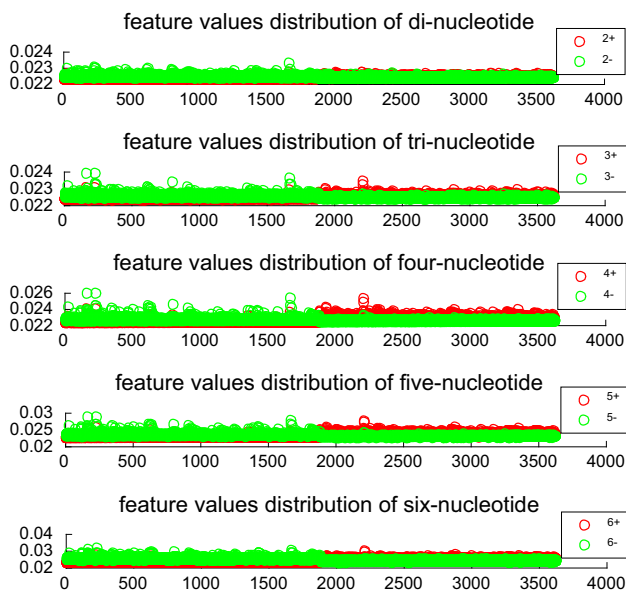 feature values distribution of di-nucleotide
0.024
0.023
0.022
2+
2-
0 500 1000 1500 2000 2500 3000 3500 4000
feature values distribution of tri-nucleotide
0.024
0.023
0.022
3+
3-
0 500 1000 1500 2000 2500 3000 3500 4000
feature values distribution of four-nucleotide
0.026
0.024
0.022
4+
4-
0 500 1000 1500 2000 2500 3000 3500 4000
feature values distribution of five-nucleotide
0.03
0.025
0.02
5+
5-
0 500 1000 1500 2000 2500 3000 3500 4000
feature values distribution of six-nucleotide
0.04
0.03
0.02
6+
6-
0 500 1000 1500 2000 2500 3000 3500 4000